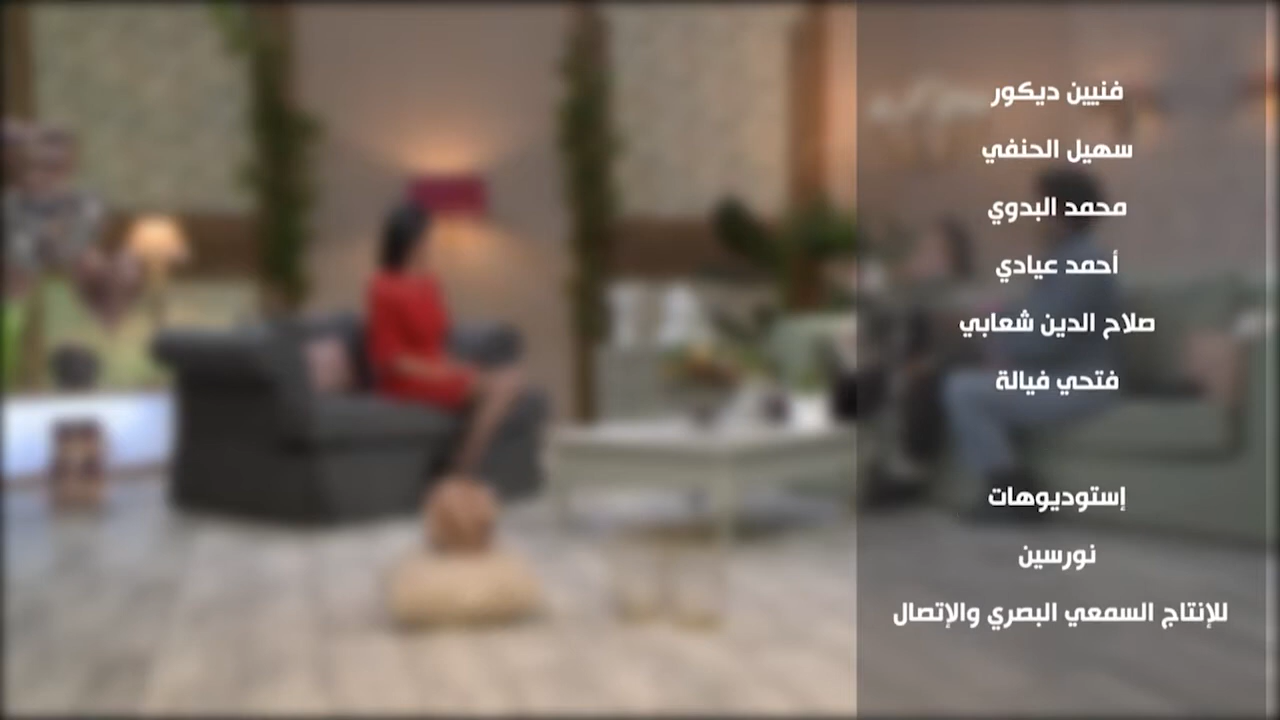 فنيين ديكور
سهيل الحنفي
محمد البدوي
أحمد عيادي
صلاح الدين شعابي
فتحي فيالة
إستوديوهات
نورسين
للإنتاج السمعي البصري والإتصال